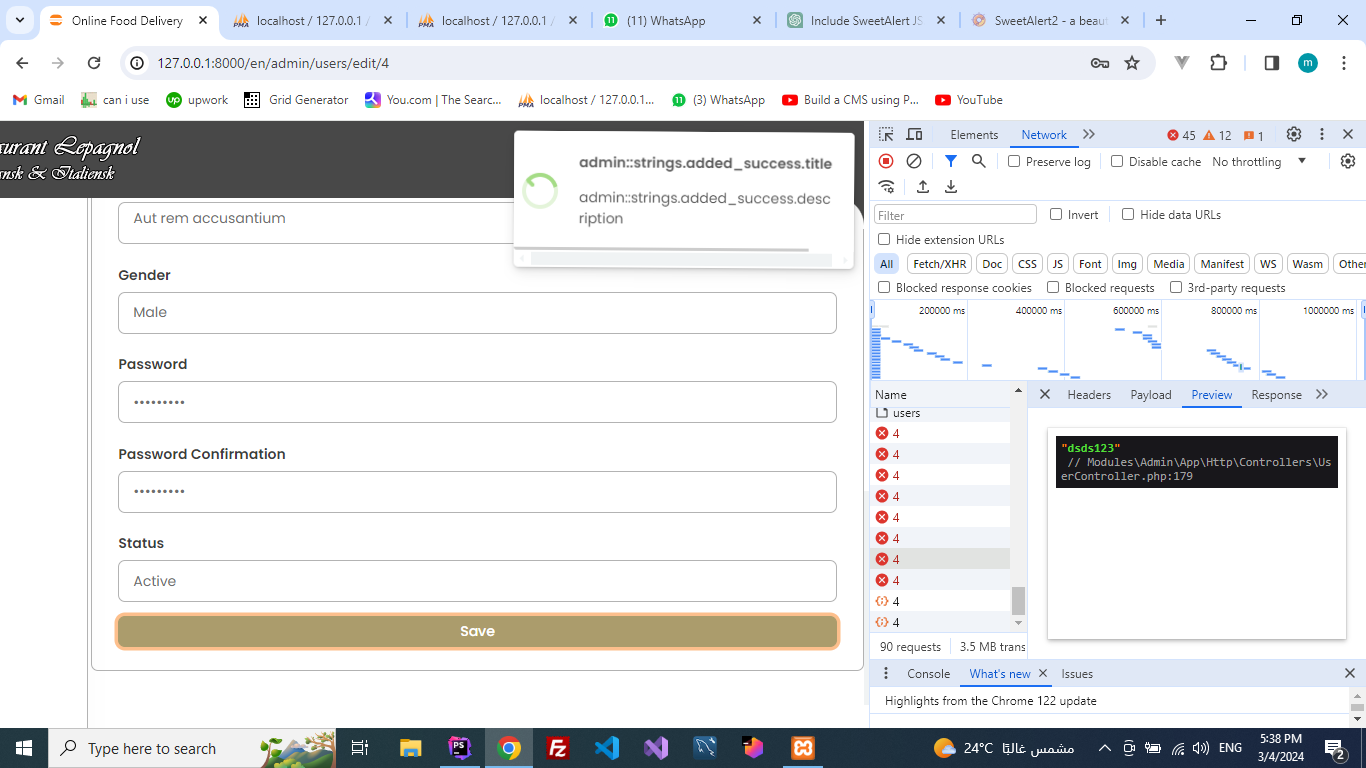 Online Food Delivery
localhost / 127.0.0.1 /
localhost / 127.0.0.1 /
(11) WhatsApp
Include SweetAlert JS
SweetAlert2 - a beaut
127.0.0.1:8000/en/admin/users/edit/4
m
Gmail
can i use
upwork
Grid Generator
You.com | The Searc...
localhost / 127.0.0.1...
(3) WhatsApp
Build a CMS using P...
YouTube
aurant Lepagnol
ansk & Italiensk
admin::strings.added_success.title
admin::strings.added_success.desc
ription
Aut rem accusantium
Gender
Male
Password
•••••••••
Password Confirmation
•••••••••
Status
Active
Save
Elements
Network
45
12
1
Preserve log
Disable cache
No throttling
Filter
Invert
Hide data URLs
Hide extension URLs
All
Fetch/XHR
Doc
CSS
JS
Font
Img
Media
Manifest
WS
Wasm
Other
Blocked response cookies
Blocked requests
3rd-party requests
200000 ms
400000 ms
600000 ms
800000 ms
1000000 ms
Name
Headers
Payload
Preview
Response
users
4
4
4
4
4
4
4
4
4
4
"dsds123"
// Modules\Admin\App\Http\Controllers\Us
erController.php:179
90 requests
3.5 MB trans
Console
What's new
Issues
Highlights from the Chrome 122 update
Type here to search
24°C
مشمس غالبًا
ENG
5:38 PM
3/4/2024
2